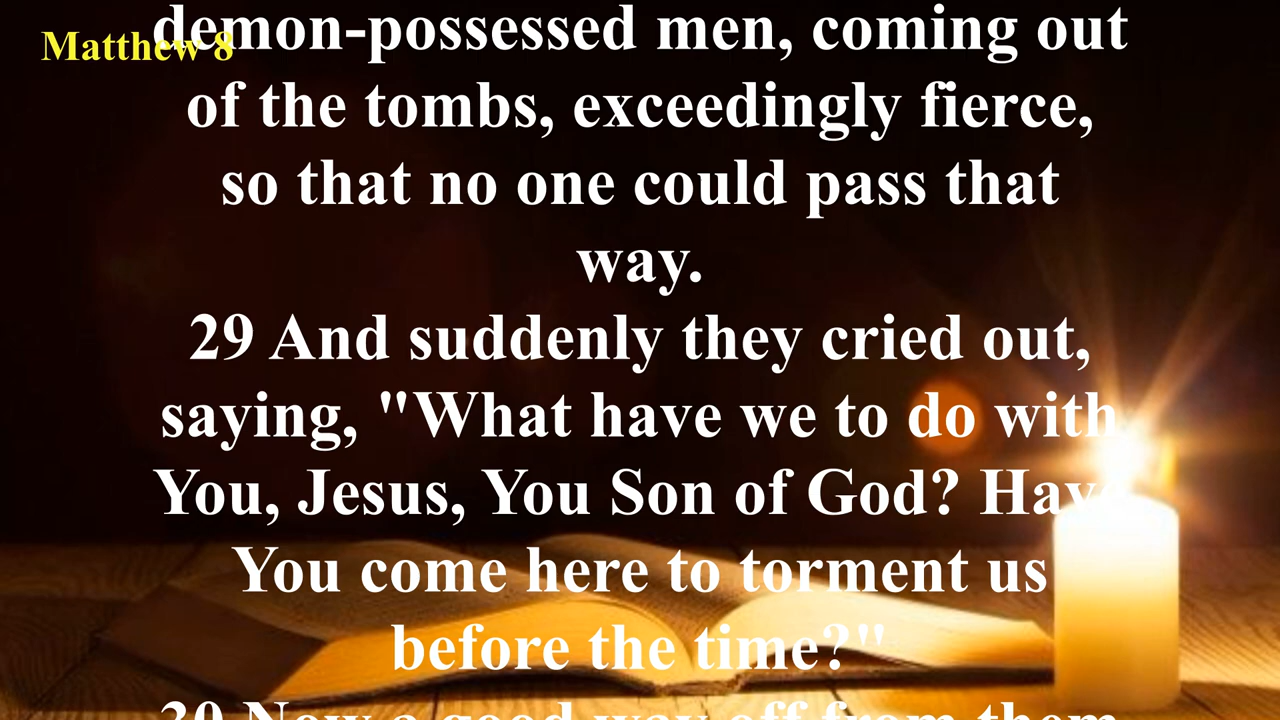 Matthew 8
demon-possessed men, coming out
of the tombs, exceedingly fierce,
so that no one could pass that
way.
29 And suddenly they cried out,
saying, "What have we to do with
You, Jesus, You Son of God? Have
You come here to torment us
before the time?"
30 Now a good way off from them